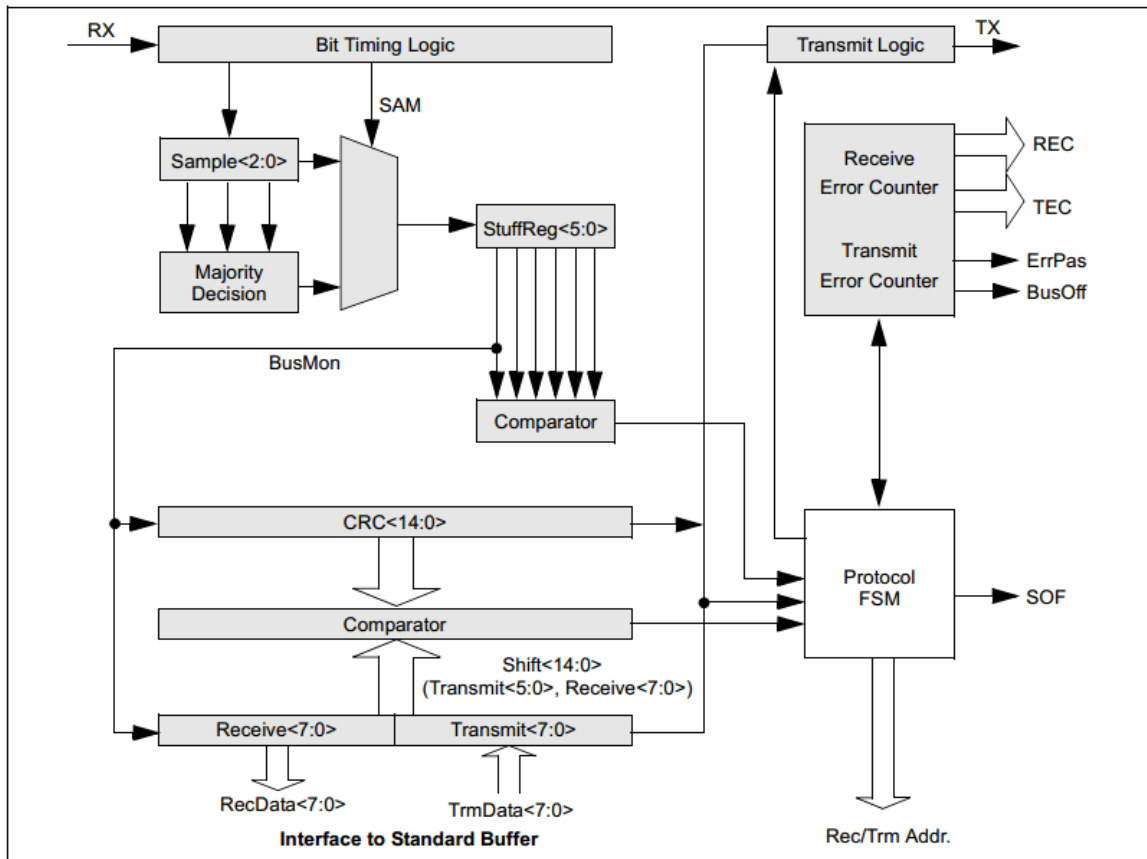 RX
Bit Timing Logic
Transmit Logic
TX
SAM
Sample<2:0>
Receive
Error Counter
REC
StuffReg<5:0>
TEC
Majority
Decision
Transmit
Error Counter
ErrPas
BusOff
BusMon
Comparator
CRC<14:0>
Protocol
FSM
SOF
Comparator
Shift<14:0>
(Transmit<5:0>, Receive<7:0>)
Receive<7:0>
Transmit<7:0>
RecData<7:0>
TrmData<7:0>
Interface to Standard Buffer
Rec/Trm Addr.